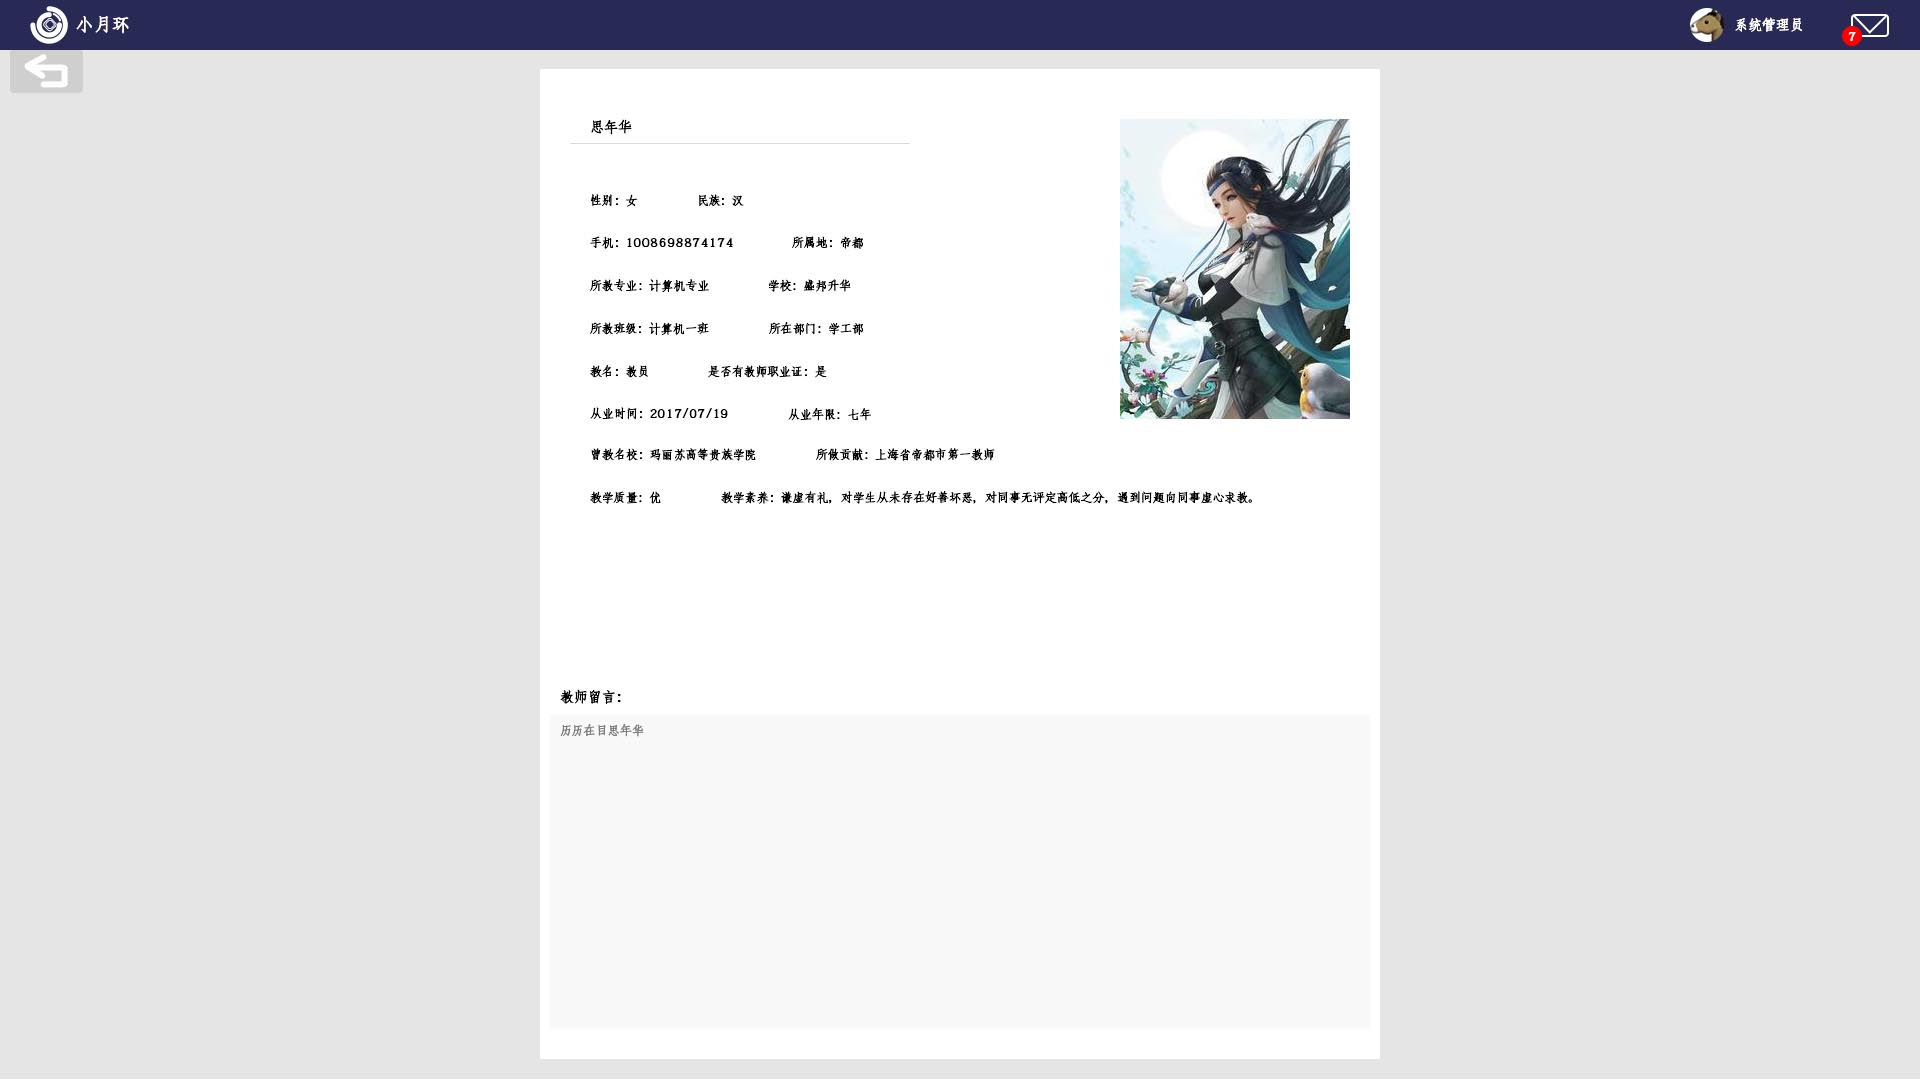 小月环
系统管理员
7
思年华
性别：女 民族：汉
手机：1008698874174 所属地：帝都
所教专业：计算机专业 学校：盛邦升华
所教班级：计算机一班 所在部门：学工部
教名：教员 是否有教师职业证：是
从业时间：2017/07/19 从业年限：七年
曾教名校：玛丽苏高等贵族学院 所做贡献：上海省帝都市第一教师
教学质量：优 教学素养：谦虚有礼，对学生从未存在好善坏恶，对同事无评定高低之分，遇到问题向同事虚心求教。
教师留言：
历历在目思年华